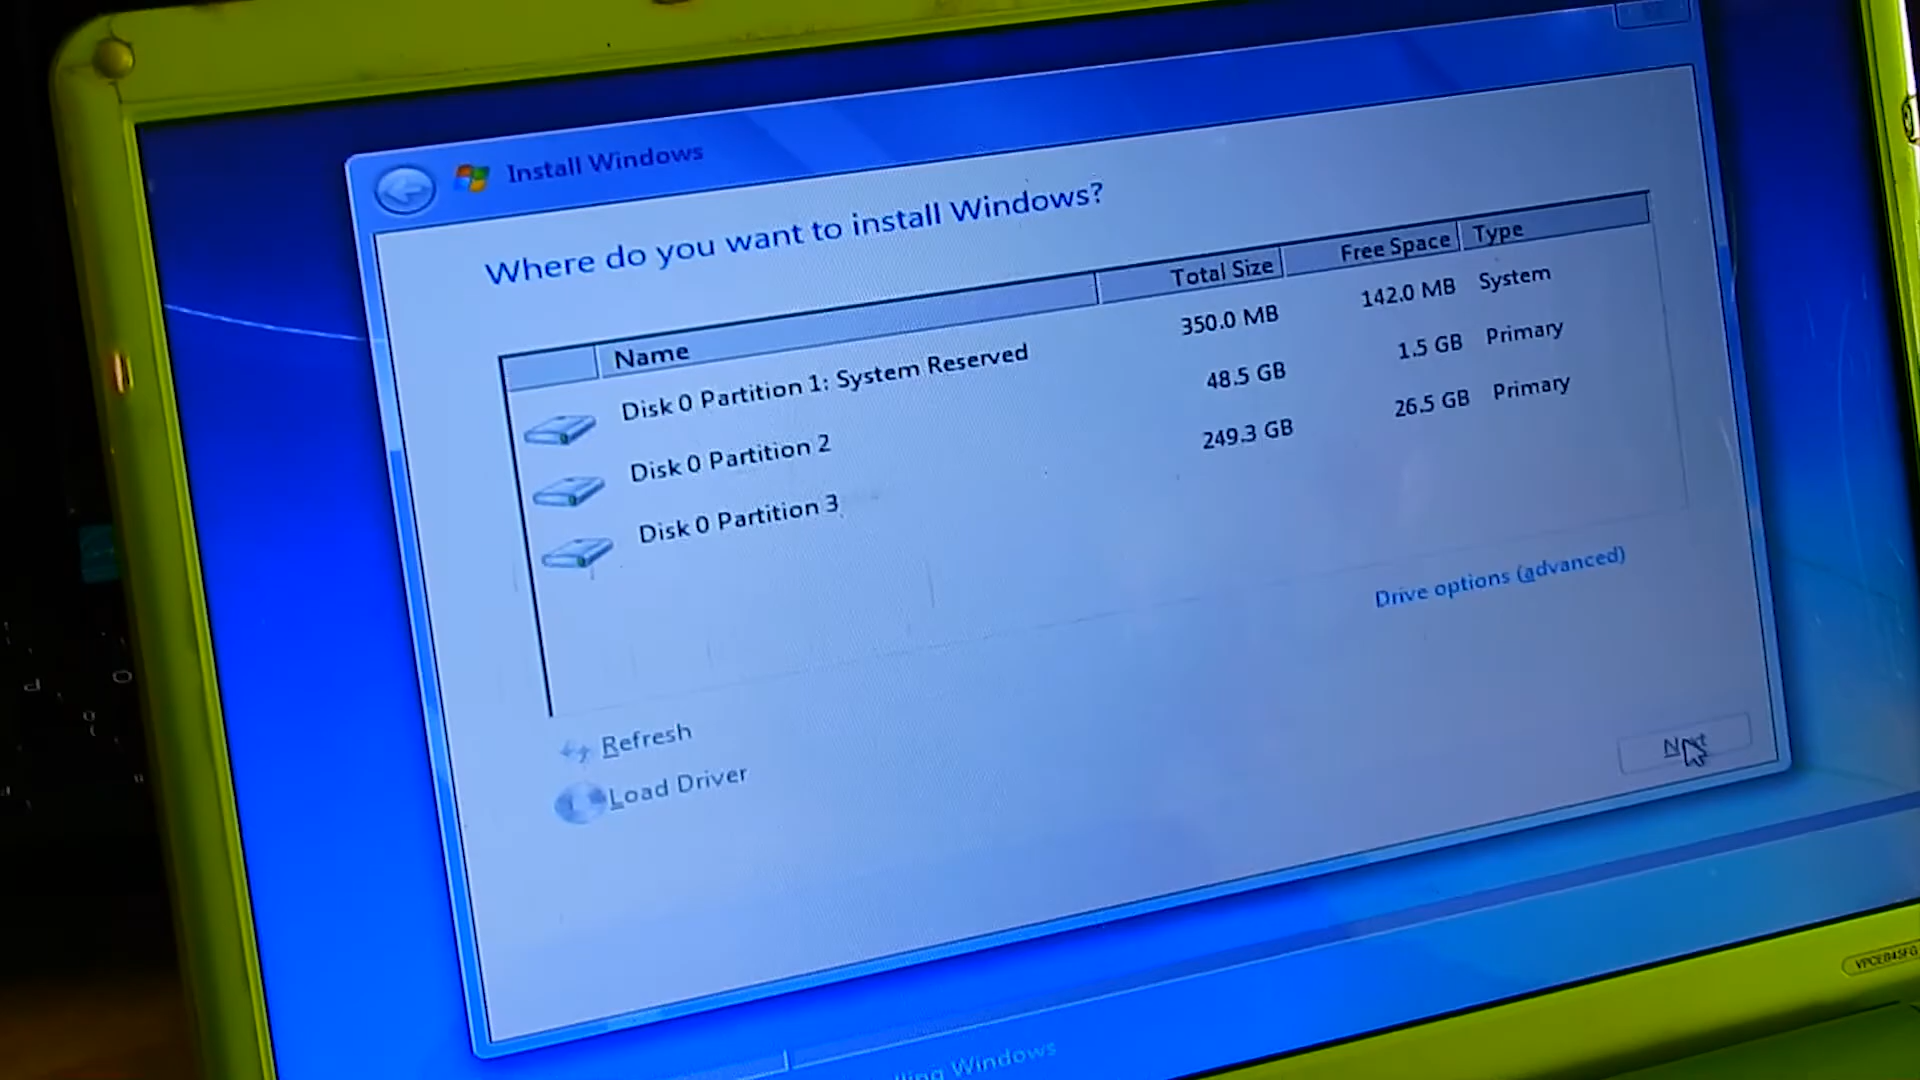 Install Windows
Where do you want to install Windows?
Name Total Size Free Space Type
Disk 0 Partition 1: System Reserved 350.0 MB 142.0 MB System
Disk 0 Partition 2 48.5 GB 1.5 GB Primary
Disk 0 Partition 3 249.3 GB 26.5 GB Primary
Drive options (advanced)
Refresh
Load Driver
Next
Windows